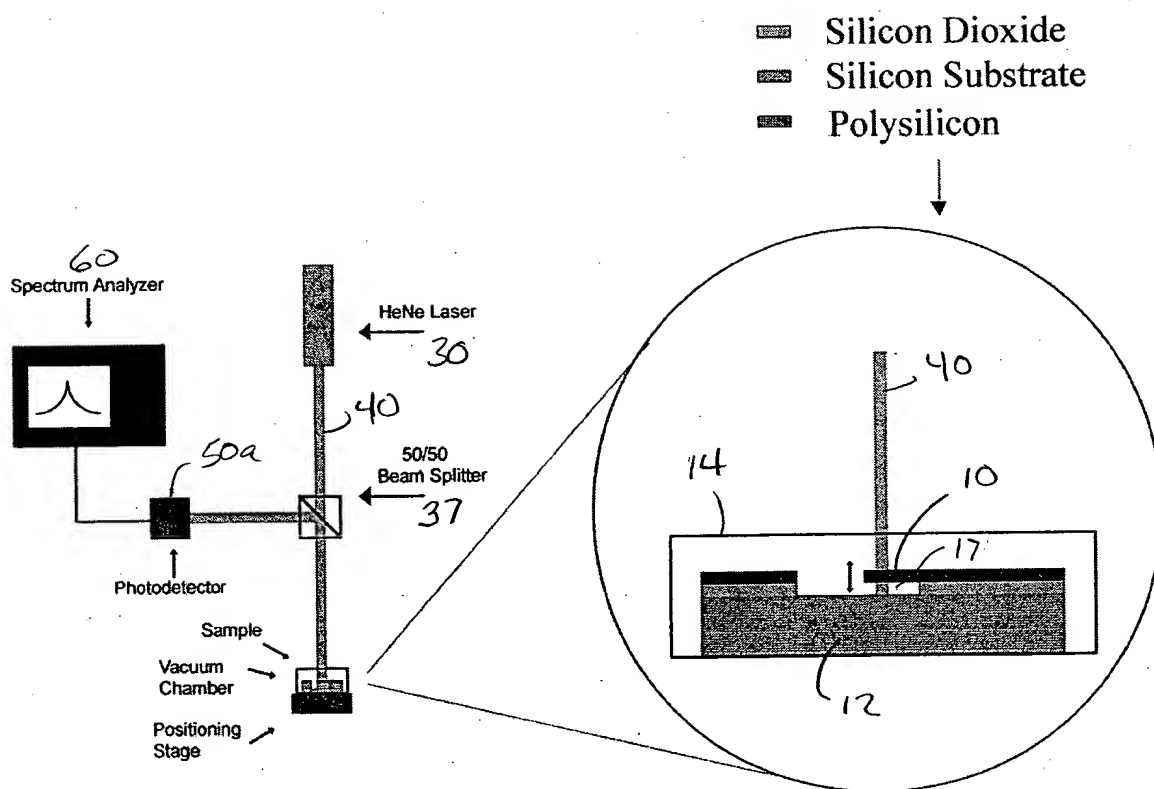 Silicon Dioxide
Silicon Substrate
Polysilicon
60
Spectrum Analyzer
HeNe Laser
30
40
50a
50/50
Beam Splitter
37
Photodetector
Sample
Vacuum
Chamber
Positioning
Stage
40
14
10
17
12